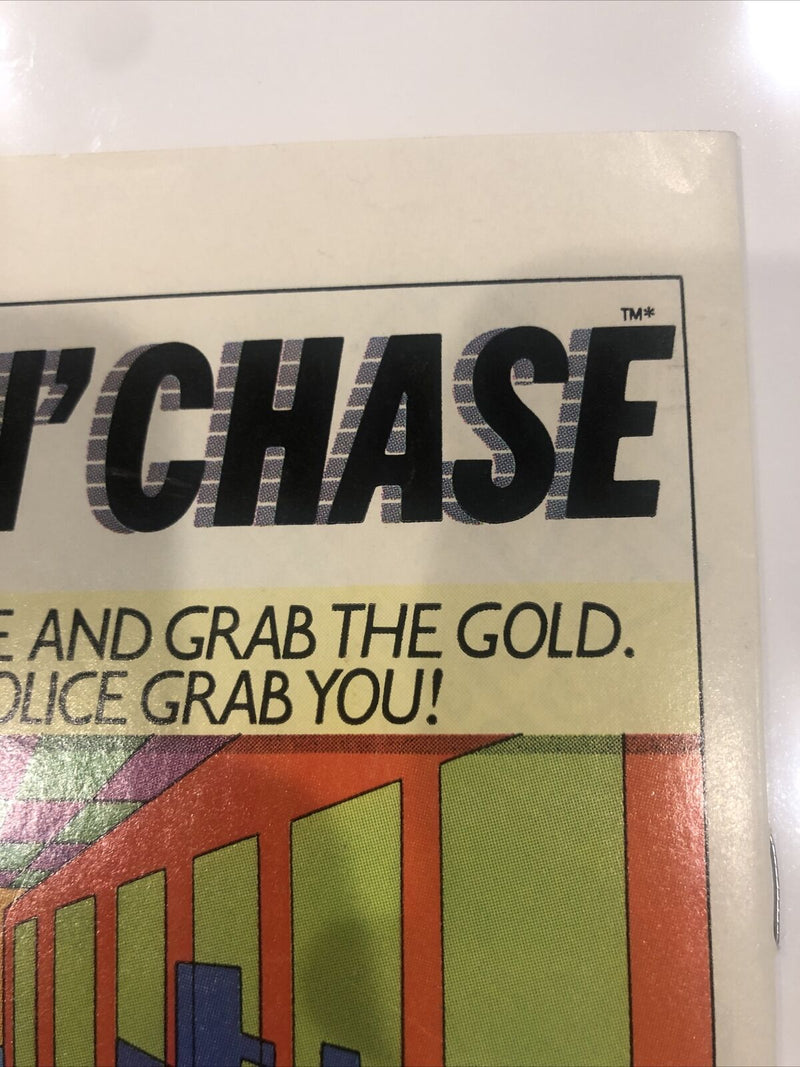 TM*
N'CHASE
E AND GRAB THE GOLD.
OLICE GRAB YOU!